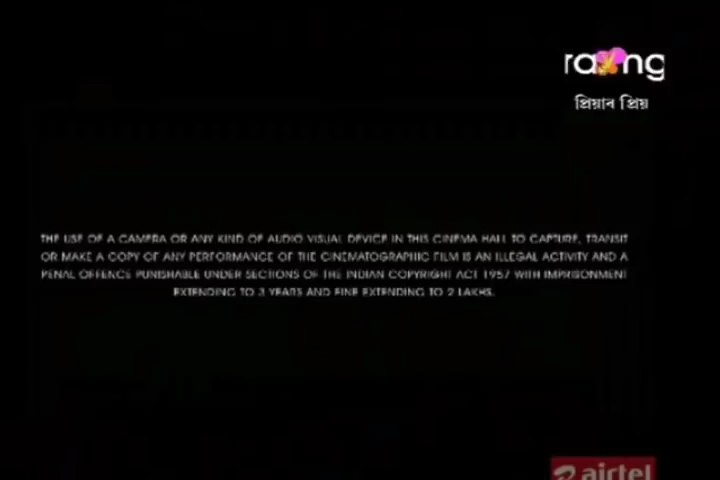 rang
প্ৰিয়াৰ প্ৰিয়
THE USE OF A CAMERA OR ANY KIND OF AUDIO VISUAL DEVICE IN THIS CINEMA HALL TO CAPTURE, TRANSIT
OR MAKE A COPY OF ANY PERFORMANCE OF THE CINEMATOGRAPHIC FILM IS AN ILLEGAL ACTIVITY AND A
PENAL OFFENCE PUNISHABLE UNDER SECTIONS OF THE INDIAN COPYRIGHT ACT 1957 WITH IMPRISONMENT
EXTENDING TO 3 YEARS AND FINE EXTENDING TO 2 LAKHS.
airtel